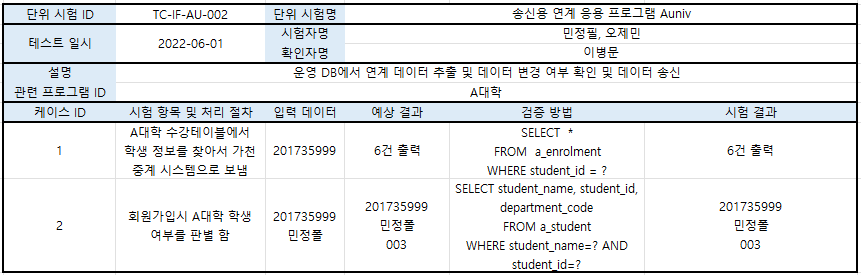 단위 시험 ID TC-IF-AU-002 단위 시험명 송신용 연계 응용 프로그램 Auniv
테스트 일시 2022-06-01 시험자명 민정필, 오제민
확인자명 이병문
설명 운영 DB에서 연계 데이터 추출 및 데이터 변경 여부 확인 및 데이터 송신
관련 프로그램 ID A대학
케이스 ID 시험 항목 및 처리 절차 입력 데이터 예상 결과 검증 방법 시험 결과
1
A대학 수강테이블에서
학생 정보를 찾아서 가천
중계 시스템으로 보냄
201735999
6건 출력
SELECT *
FROM a_enrolment
WHERE student_id = ?
6건 출력
2
회원가입시 A대학 학생
여부를 판별 함
201735999
민정폴
201735999
민정폴
003
SELECT student_name, student_id,
department_code
FROM a_student
WHERE student_name=? AND
student_id=?
201735999
민정폴
003